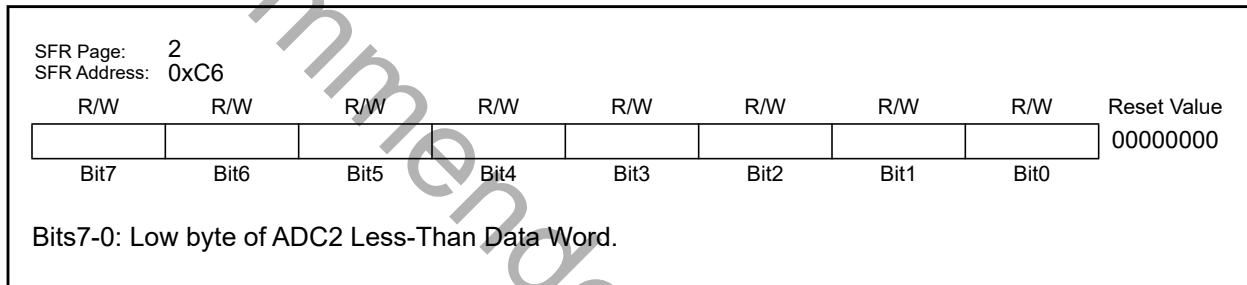 SFR Page: 2
SFR Address: 0xC6
R/W R/W R/W R/W R/W R/W R/W R/W Reset Value
00000000
Bit7 Bit6 Bit5 Bit4 Bit3 Bit2 Bit1 Bit0
Bits7-0: Low byte of ADC2 Less-Than Data Word.